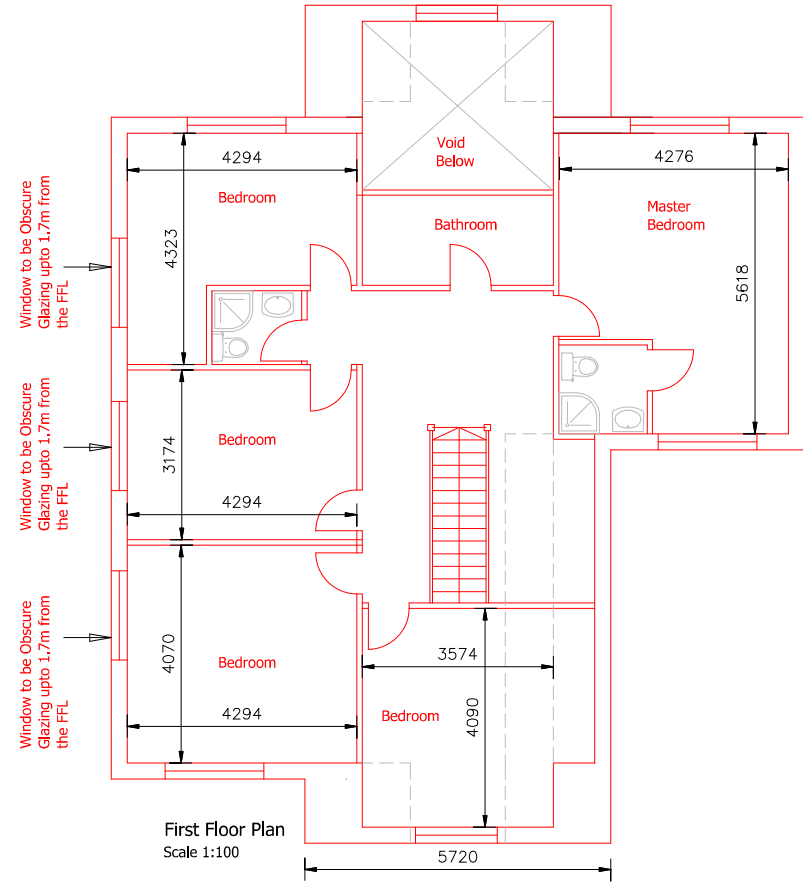 Void
Below
4294
4276
Bedroom
Master
Bedroom
Bathroom
4323
5618
Window to be Obscure
Glazing upto 1.7m from
the FFL
Bedroom
3174
4294
Window to be Obscure
Glazing upto 1.7m from
the FFL
4070
Bedroom
4294
Window to be Obscure
Glazing upto 1.7m from
the FFL
3574
4090
Bedroom
First Floor Plan
Scale 1:100
5720